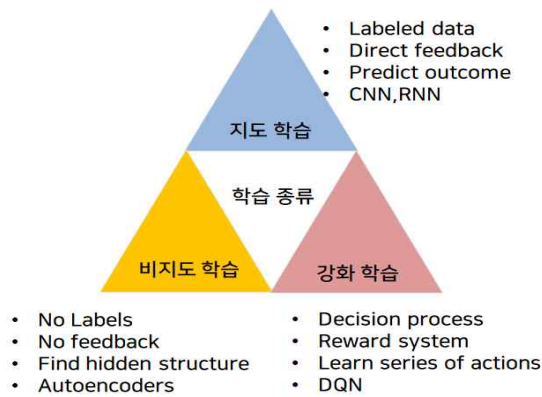 • Labeled data
• Direct feedback
• Predict outcome
• CNN,RNN
지도 학습
학습 종류
비지도 학습
강화 학습
• No Labels
• No feedback
• Find hidden structure
• Autoencoders
• Decision process
• Reward system
• Learn series of actions
• DQN